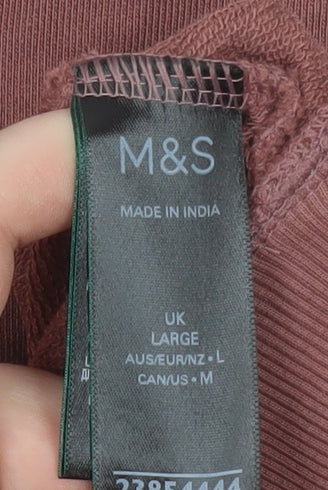 M&S
MADE IN INDIA
UK
LARGE
AUS/EUR/NZ • L
CAN/US • M